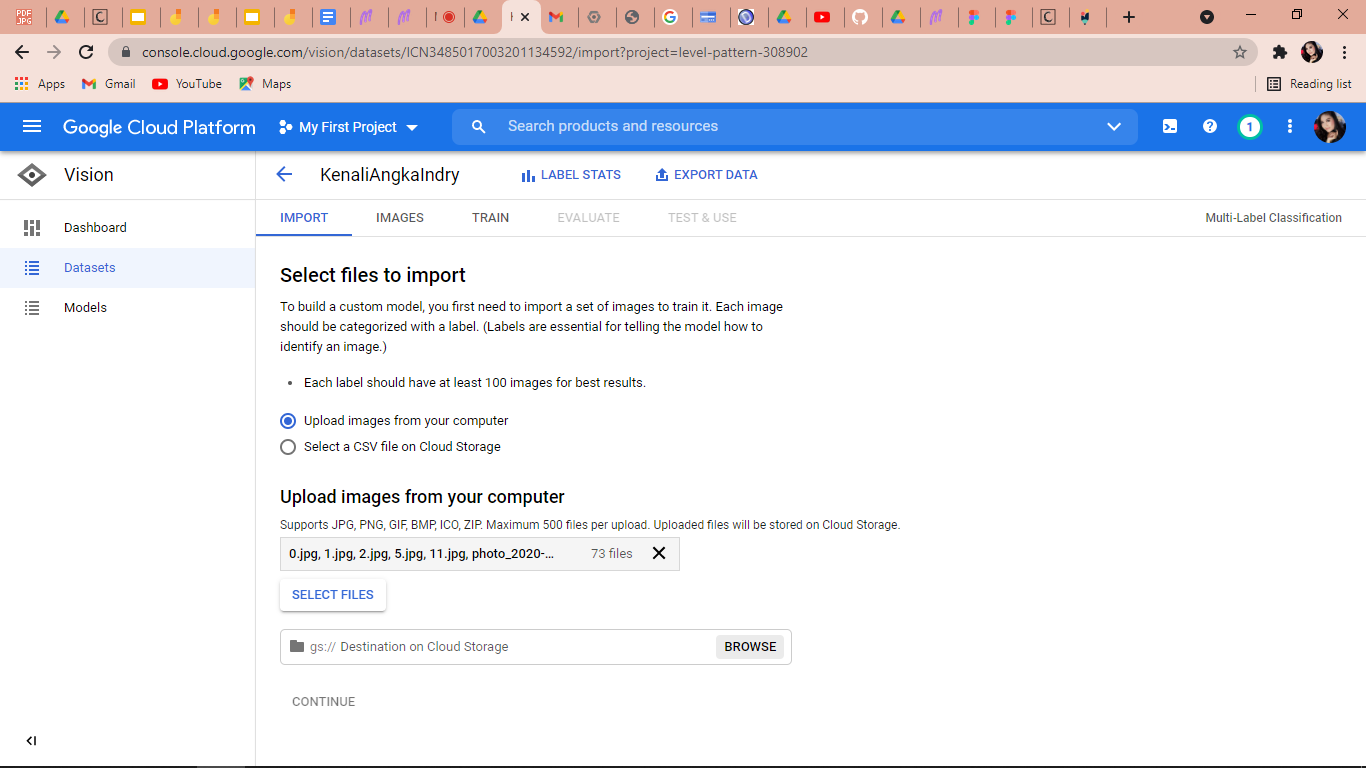 console.cloud.google.com/vision/datasets/ICN3485017003201134592/import?project=level-pattern-308902
Apps Gmail YouTube Maps Reading list
Google Cloud Platform My First Project Search products and resources 1
Vision KenaliAngkaIndry LABEL STATS EXPORT DATA
IMPORT IMAGES TRAIN EVALUATE TEST & USE Multi-Label Classification
Dashboard
Datasets
Models
Select files to import
To build a custom model, you first need to import a set of images to train it. Each image
should be categorized with a label. (Labels are essential for telling the model how to
identify an image.)
• Each label should have at least 100 images for best results.
Upload images from your computer
Select a CSV file on Cloud Storage
Upload images from your computer
Supports JPG, PNG, GIF, BMP, ICO, ZIP. Maximum 500 files per upload. Uploaded files will be stored on Cloud Storage.
0.jpg, 1.jpg, 2.jpg, 5.jpg, 11.jpg, photo_2020-... 73 files
SELECT FILES
gs:// Destination on Cloud Storage BROWSE
CONTINUE